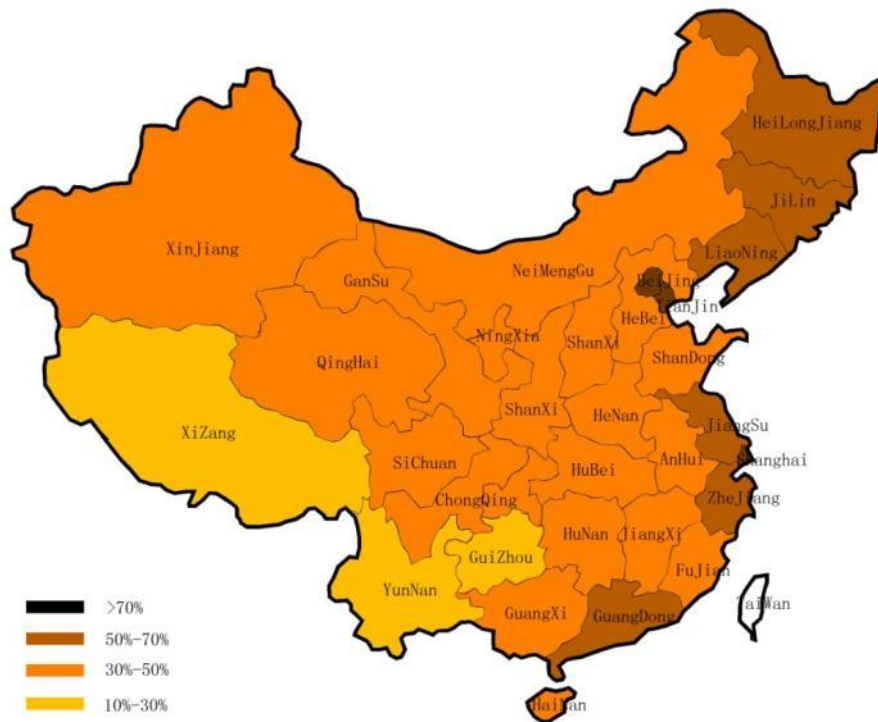 HeiLongJiang
JiLin
LiaoNing
XinJiang
GanSu
NeiMengGu
BeiJing
TianJin
HeBei
NingXia
ShanXi
ShanDong
QingHai
ShanXi
HeNan
JiangSu
XiZang
SiChuan
HuBei
AnHui
Shanghai
ChongQing
ZheJiang
HuNan
JiangXi
GuiZhou
FuJian
YunNan
GuangXi
GuangDong
TaiWan
HaiNan
>70%
50%-70%
30%-50%
10%-30%